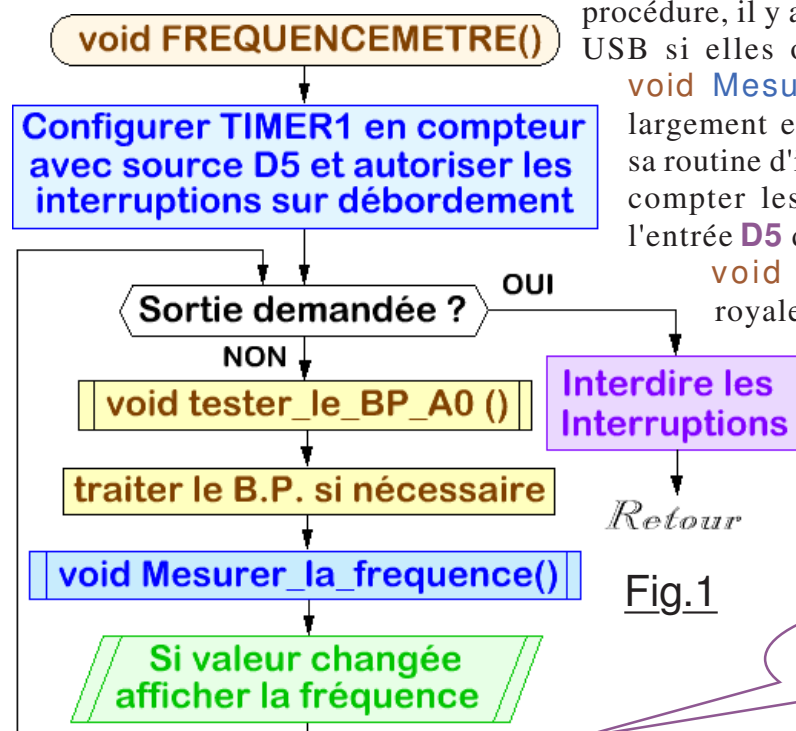 void FREQUENCEMETRE()
Configurer TIMER1 en compteur
avec source D5 et autoriser les
interruptions sur débordement
Sortie demandée ?
OUI
NON
void tester_le_BP_A0 ()
traiter le B.P. si nécessaire
void Mesurer_la_frequence()
Si valeur changée
afficher la fréquence
Interdire les
Interruptions
Retour
Fig.1
procédure, il y a
USB si elles
void Mesu
largement
sa routine
compter les
l'entrée D5
void
royale